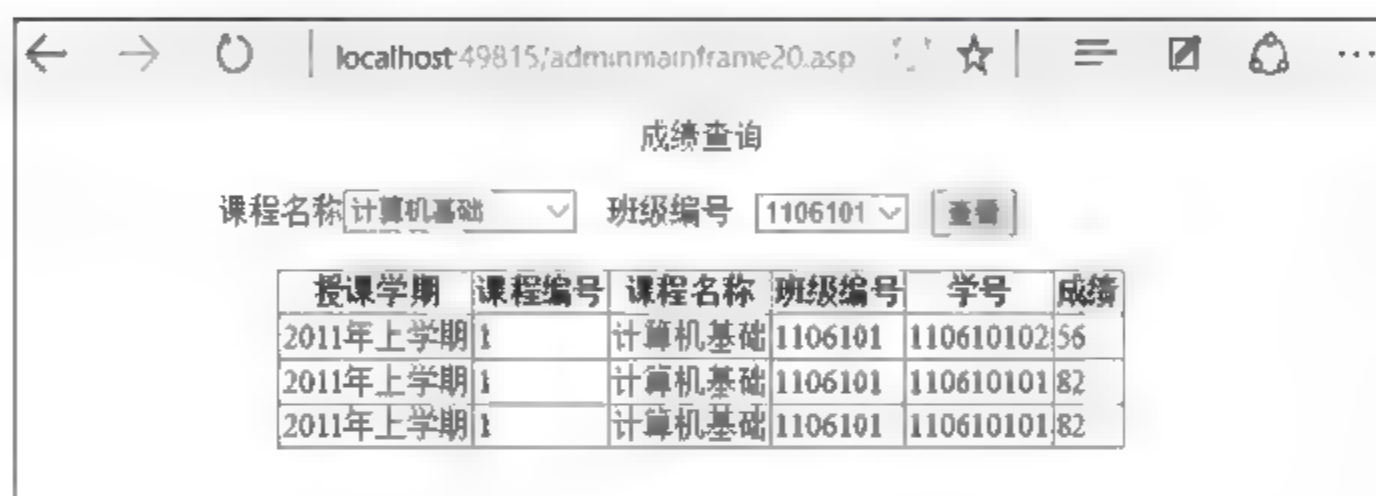 localhost:49815/adminmainframe20.asp
成绩查询
课程名称 计算机基础 班级编号 1106101 查看
授课学期 课程编号 课程名称 班级编号 学号 成绩
2011年上学期 1 计算机基础 1106101 110610102 56
2011年上学期 1 计算机基础 1106101 110610101 82
2011年上学期 1 计算机基础 1106101 110610101 82